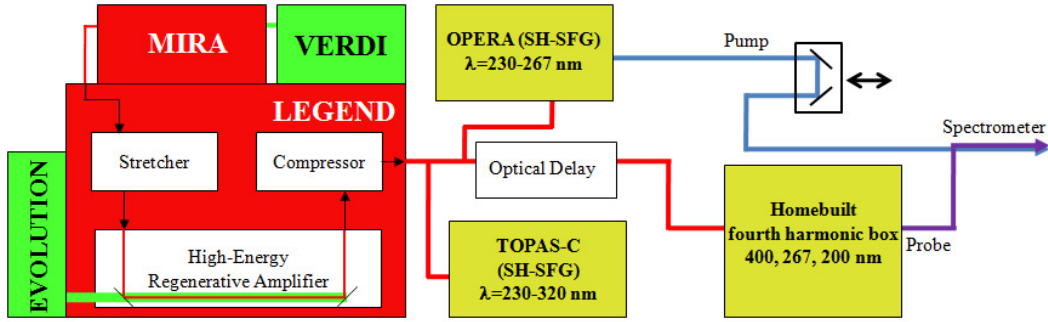 MIRA
VERDI
LEGEND
Stretcher
Compressor
EVOLUTION
High-Energy
Regenerative Amplifier
OPERA (SH-SFG)
λ=230-267 nm
Pump
Optical Delay
TOPAS-C
(SH-SFG)
λ=230-320 nm
Spectrometer
Homebuilt
fourth harmonic box
400, 267, 200 nm
Probe